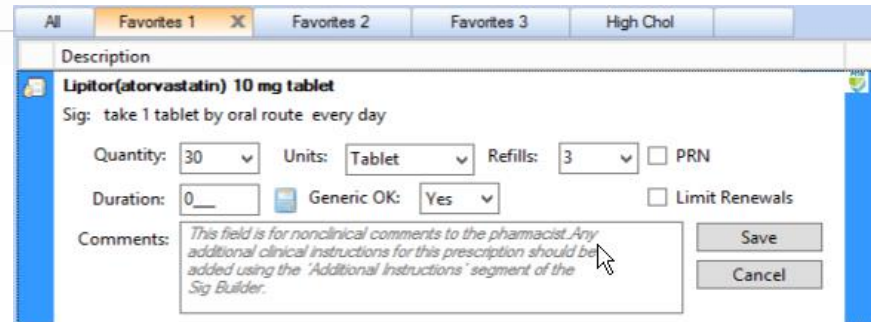 All Favorites 1 X Favorites 2 Favorites 3 High Chol
Description
Lipitor(atorvastatin) 10 mg tablet
Sig: take 1 tablet by oral route every day
Quantity: 30 Units: Tablet Refills: 3 PRN
Duration: 0__ Generic OK: Yes Limit Renewals
Comments: This field is for nonclinical comments to the pharmacist.Any
additional clinical instructions for this prescription should be
added using the 'Additional Instructions' segment of the
Sig Builder.
Save
Cancel